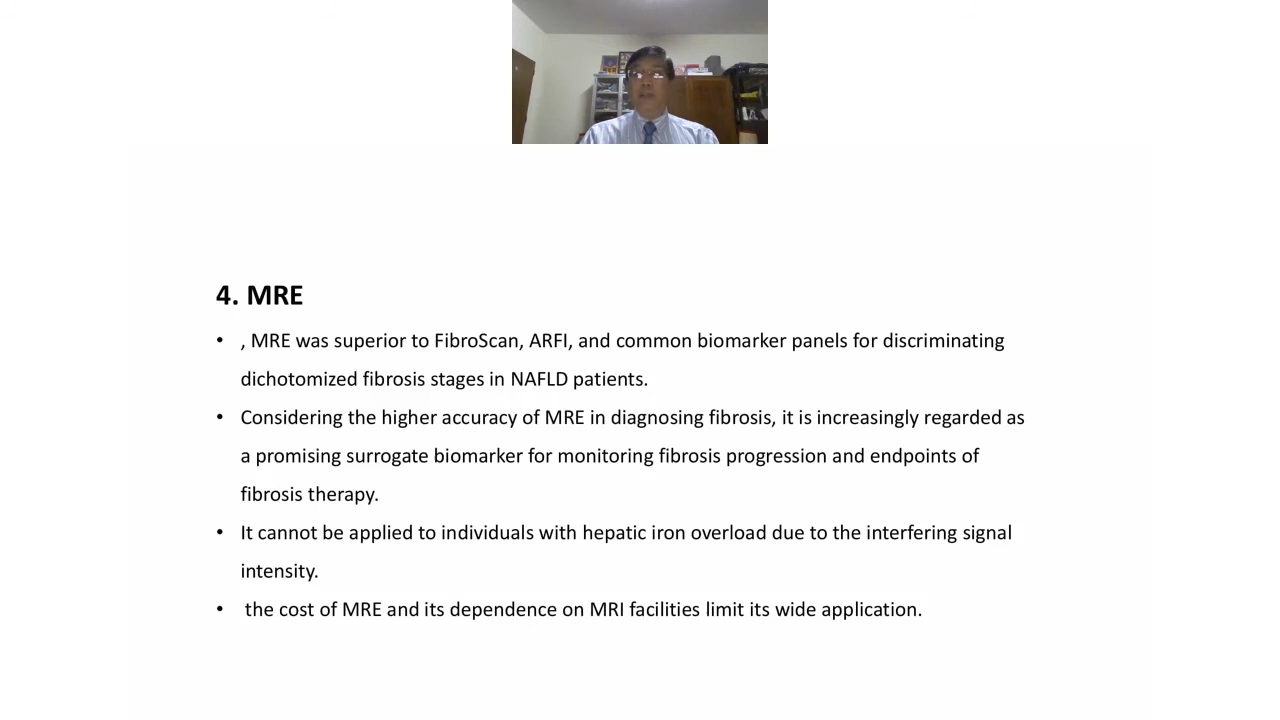 4. MRE
• , MRE was superior to FibroScan, ARFI, and common biomarker panels for discriminating
dichotomized fibrosis stages in NAFLD patients.
• Considering the higher accuracy of MRE in diagnosing fibrosis, it is increasingly regarded as
a promising surrogate biomarker for monitoring fibrosis progression and endpoints of
fibrosis therapy.
• It cannot be applied to individuals with hepatic iron overload due to the interfering signal
intensity.
• the cost of MRE and its dependence on MRI facilities limit its wide application.